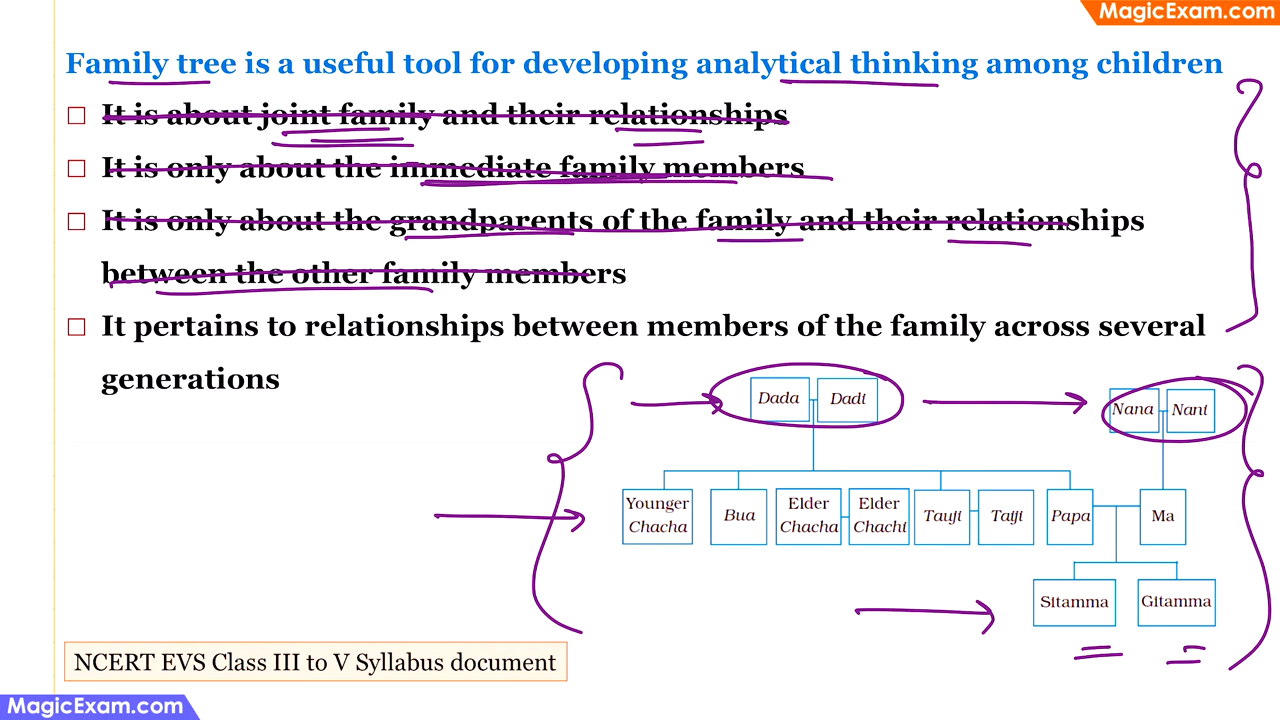 MagicExam.com
Family tree is a useful tool for developing analytical thinking among children
It is about joint family and their relationships
It is only about the immediate family members
It is only about the grandparents of the family and their relationships
between the other family members
It pertains to relationships between members of the family across several
generations
Dada Dadi Nana Nani
Younger Chacha Bua Elder Chacha Elder Chachi Tauji Taiji Papa Ma
Sitamma Gitamma
NCERT EVS Class III to V Syllabus document
MagicExam.com